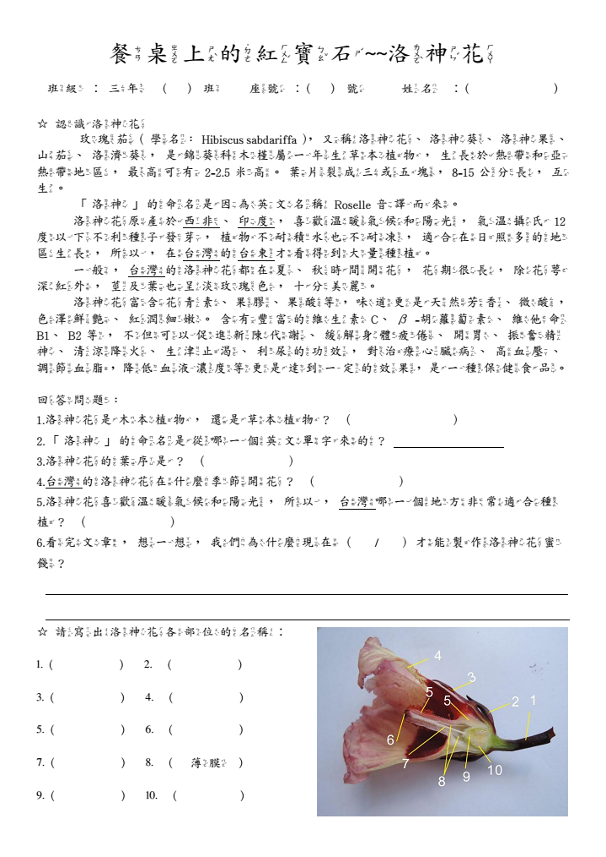 餐桌上的紅寶石~~洛神花
班級：三年 （ ） 班 座號：（ ） 號 姓名 ：（ ）
☆ 認識洛神花
玫瑰茄（ 學名： Hibiscus sabdariffa ）， 又稱洛神花、 洛神葵、 洛神果、
山茄、 洛濟葵， 是錦葵科木槿屬一年生草本植物， 生長於熱帶和亞
熱帶地區， 最高可有 2-2.5 米高。 葉片裂成三或五塊， 8-15 公分長， 互
生。
「 洛神 」 的命名是因為英文名稱 Roselle 音譯而來。
洛神花原產於西非、 印度， 喜歡溫暖氣候和陽光， 氣溫攝氏 12
度以下不利種子發芽， 植物不耐積水也不耐凍， 適合在日照多的地
區生長， 所以， 在台灣的台東才看得到大量種植。
一般， 台灣的洛神花都在夏、 秋時間開花， 花期很長， 除花萼
深紅外， 莖及葉也呈淡玫瑰色， 十分美麗。
洛神花富含花青素、 果膠、 果酸等， 味道更是天然芳香、 微酸，
色澤鮮艷、 紅潤細嫩。 含有豐富的維生素 C、 β -胡蘿蔔素、 維他命
B1、 B2 等， 不但可以促進新陳代謝、 緩解身體疲倦、 開胃、 振奮精
神、 清涼降火、 生津止渴、 利尿的功效， 對治療心臟病、 高血壓、
調節血脂， 降低血液濃度等更是達到一定的效果， 是一種保健食品。
回答問題：
1.洛神花是木本植物， 還是草本植物？ （ ）
2.「 洛神 」 的命名是從哪一個英文單字來的？
3.洛神花的葉序是？ （ ）
4.台灣的洛神花在什麼季節開花？ （ ）
5.洛神花喜歡溫暖氣候和陽光， 所以， 台灣哪一個地方非常適合種
植？ （ ）
6.看完文章， 想一想， 我們為什麼現在（ / ） 才能製作洛神花蜜
餞？
☆ 請寫出洛神花各部位的名稱：
1. （ ） 2. （ ）
3. （ ） 4. （ ）
5. （ ） 6. （ ）
7. （ ） 8. （ 薄膜 ）
9. （ ） 10. （ ）
4
3
5
5
2
1
6
7
8
9
10